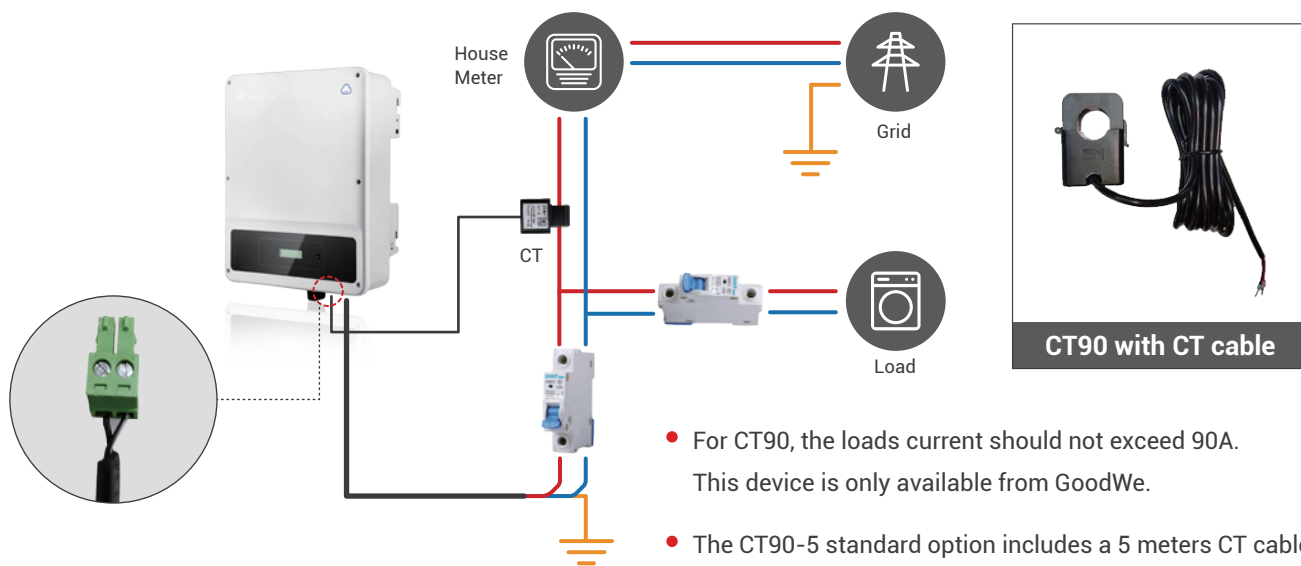 House
Meter
Grid
CT
Load
CT90 with CT cable
For CT90, the loads current should not exceed 90A.
This device is only available from GoodWe.
The CT90-5 standard option includes a 5 meters CT cable